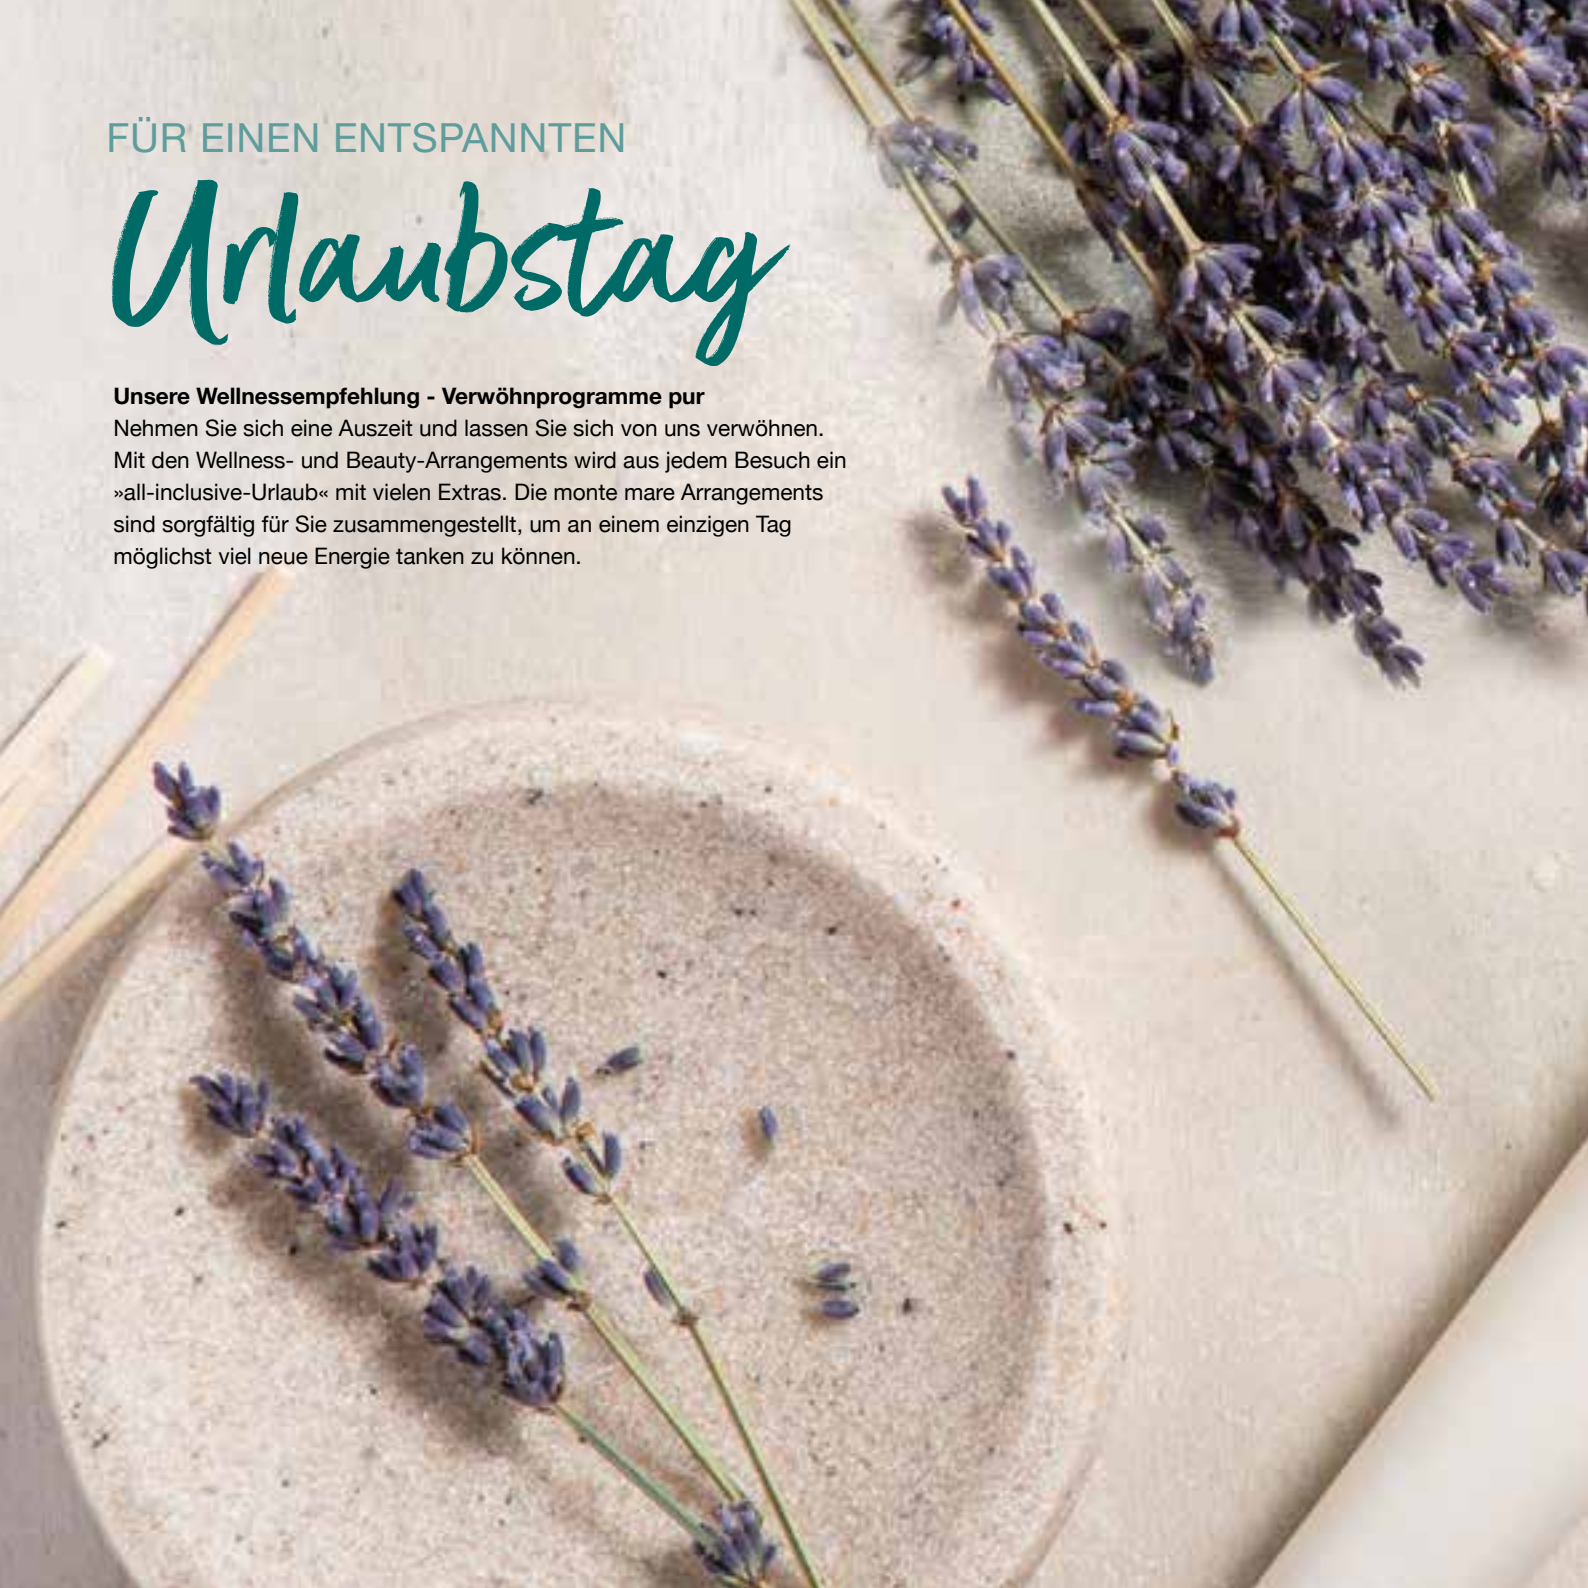 FÜR EINEN ENTSPANNTEN
Urlaubstag
Unsere Wellnessempfehlung - Verwöhnprogramme pur
Nehmen Sie sich eine Auszeit und lassen Sie sich von uns verwöhnen.
Mit den Wellness- und Beauty-Arrangements wird aus jedem Besuch ein
»all-inclusive-Urlaub« mit vielen Extras. Die monte mare Arrangements
sind sorgfältig für Sie zusammengestellt, um an einem einzigen Tag
möglichst viel neue Energie tanken zu können.